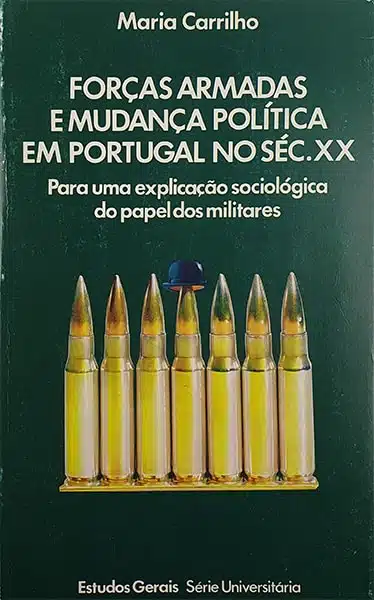 Maria Carrilho
FORÇAS ARMADAS
E MUDANÇA POLÍTICA
EM PORTUGAL NO SÉC. XX
Para uma explicação sociológica
do papel dos militares
Estudos Gerais Série Universitária